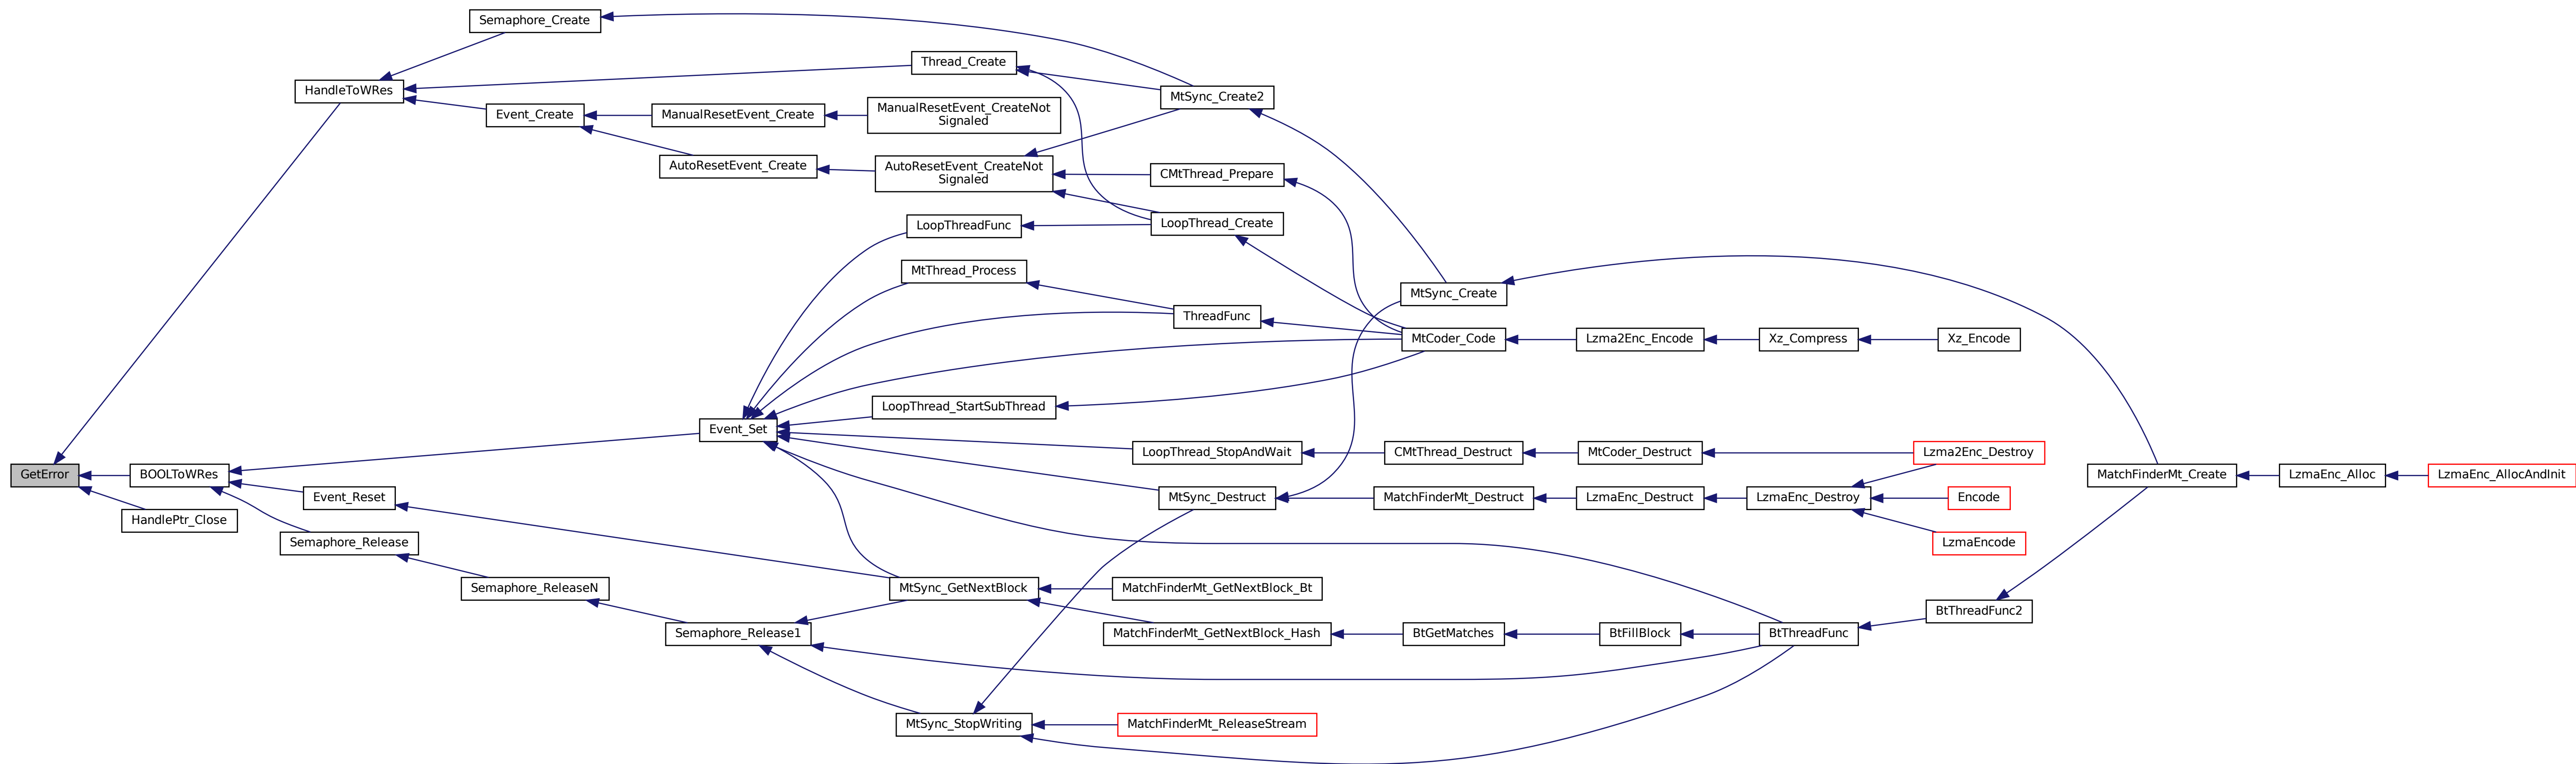 Semaphore_Create
Thread_Create
HandleToWRes
MtSync_Create2
ManualResetEvent_CreateNot
Signaled
Event_Create
ManualResetEvent_Create
AutoResetEvent_Create
AutoResetEvent_CreateNot
Signaled
CMtThread_Prepare
LoopThreadFunc
LoopThread_Create
MtThread_Process
MtSync_Create
ThreadFunc
MtCoder_Code
Lzma2Enc_Encode
Xz_Compress
Xz_Encode
LoopThread_StartSubThread
Event_Set
LoopThread_StopAndWait
CMtThread_Destruct
MtCoder_Destruct
Lzma2Enc_Destroy
GetError
BOOLToWRes
MatchFinderMt_Create
LzmaEnc_Alloc
LzmaEnc_AllocAndInit
Event_Reset
MtSync_Destruct
MatchFinderMt_Destruct
LzmaEnc_Destruct
LzmaEnc_Destroy
Encode
HandlePtr_Close
Semaphore_Release
LzmaEncode
Semaphore_ReleaseN
MtSync_GetNextBlock
MatchFinderMt_GetNextBlock_Bt
BtThreadFunc2
Semaphore_Release1
MatchFinderMt_GetNextBlock_Hash
BtGetMatches
BtFillBlock
BtThreadFunc
MtSync_StopWriting
MatchFinderMt_ReleaseStream